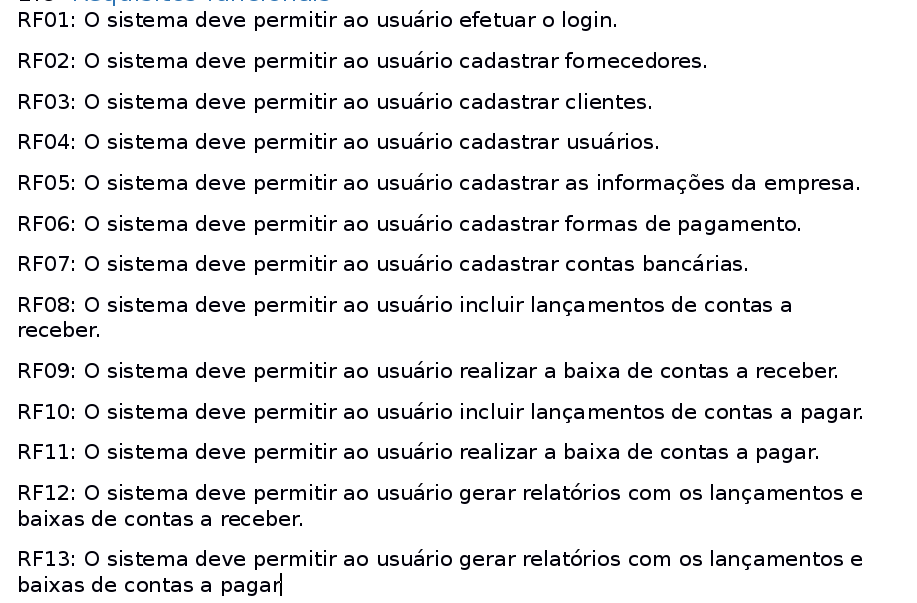 RF01: O sistema deve permitir ao usuário efetuar o login.
RF02: O sistema deve permitir ao usuário cadastrar fornecedores.
RF03: O sistema deve permitir ao usuário cadastrar clientes.
RF04: O sistema deve permitir ao usuário cadastrar usuários.
RF05: O sistema deve permitir ao usuário cadastrar as informações da empresa.
RF06: O sistema deve permitir ao usuário cadastrar formas de pagamento.
RF07: O sistema deve permitir ao usuário cadastrar contas bancárias.
RF08: O sistema deve permitir ao usuário incluir lançamentos de contas a
receber.
RF09: O sistema deve permitir ao usuário realizar a baixa de contas a receber.
RF10: O sistema deve permitir ao usuário incluir lançamentos de contas a pagar.
RF11: O sistema deve permitir ao usuário realizar a baixa de contas a pagar.
RF12: O sistema deve permitir ao usuário gerar relatórios com os lançamentos e
baixas de contas a receber.
RF13: O sistema deve permitir ao usuário gerar relatórios com os lançamentos e
baixas de contas a pagar